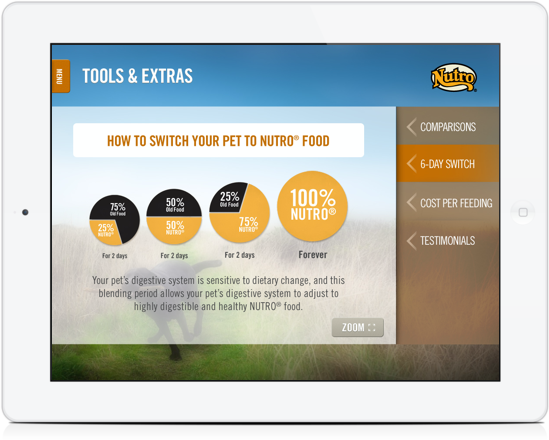 MENU
TOOLS & EXTRAS
Nutro
HOW TO SWITCH YOUR PET TO NUTRO® FOOD
75%
Old Food
25%
NUTRO®
For 2 days
50%
Old Food
50%
NUTRO®
For 2 days
25%
Old Food
75%
NUTRO®
For 2 days
100%
NUTRO®
Forever
Your pet's digestive system is sensitive to dietary change, and this
blending period allows your pet's digestive system to adjust to
highly digestible and healthy NUTRO® food.
ZOOM
COMPARISONS
6-DAY SWITCH
COST PER FEEDING
TESTIMONIALS